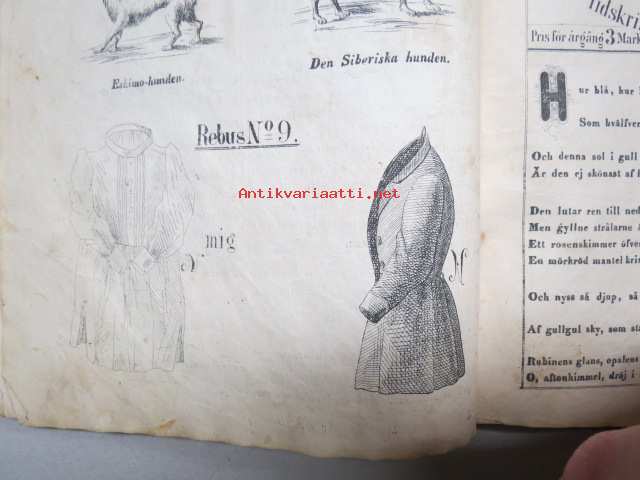 Eskimo-hunden.
Den Siberiska hunden.
Rebus No 9.
mig
M
Antikvariaatti.net
Pris för årgång 3 Mark
Hur blå, hur
Som hvälfver
Och denna sol i gull
Är den ej skönast af
Den lutar ren till ned
Men gyllne strålarne
Ett rosenskimmer öfver
En mörkröd mantel kri
Och nyss så djup, så
Af gullgul sky, som
Rubinens glans, opalens
O, aftonhimmel, dröj i